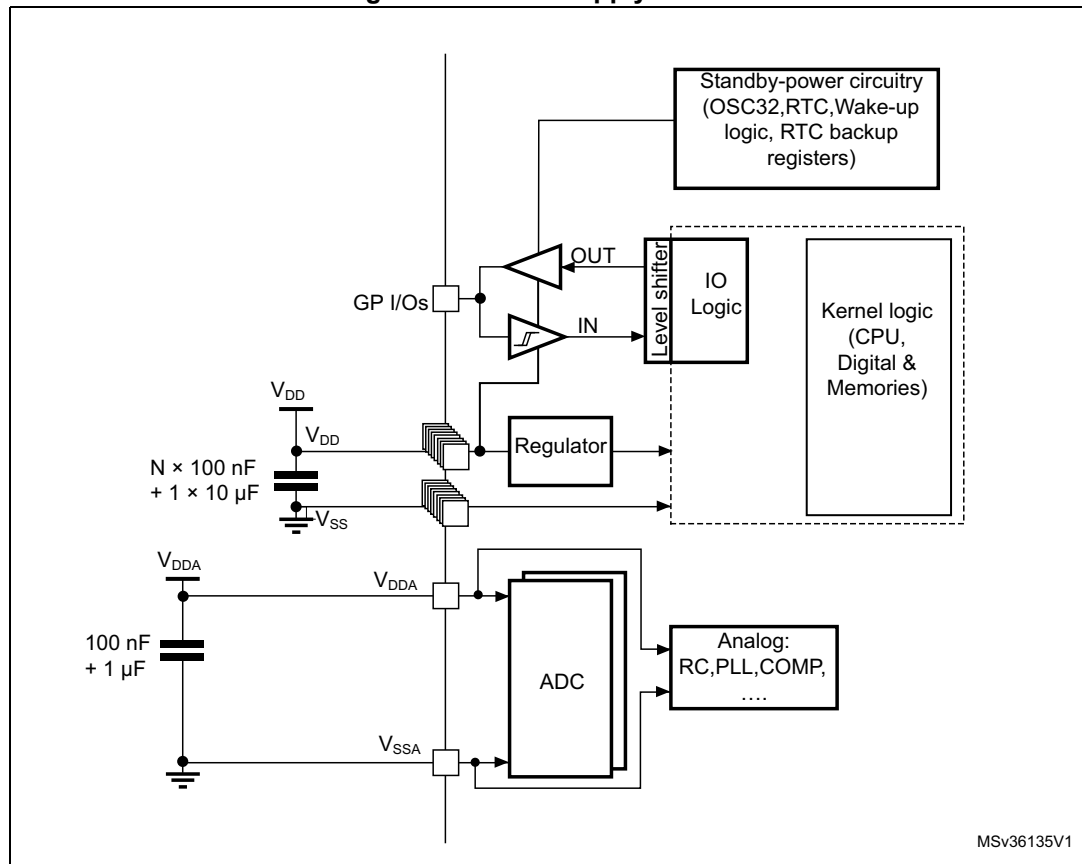 Standby-power circuitry
(OSC32,RTC,Wake-up
logic, RTC backup
registers)
OUT
Level shifter
IO
Logic
GP I/Os
IN
Kernel logic
(CPU,
Digital &
Memories)
VDD
VDD
Regulator
N × 100 nF
+ 1 × 10 µF
VSS
VDDA
VDDA
100 nF
+ 1 µF
ADC
Analog:
RC,PLL,COMP,
....
VSSA
MSv36135V1